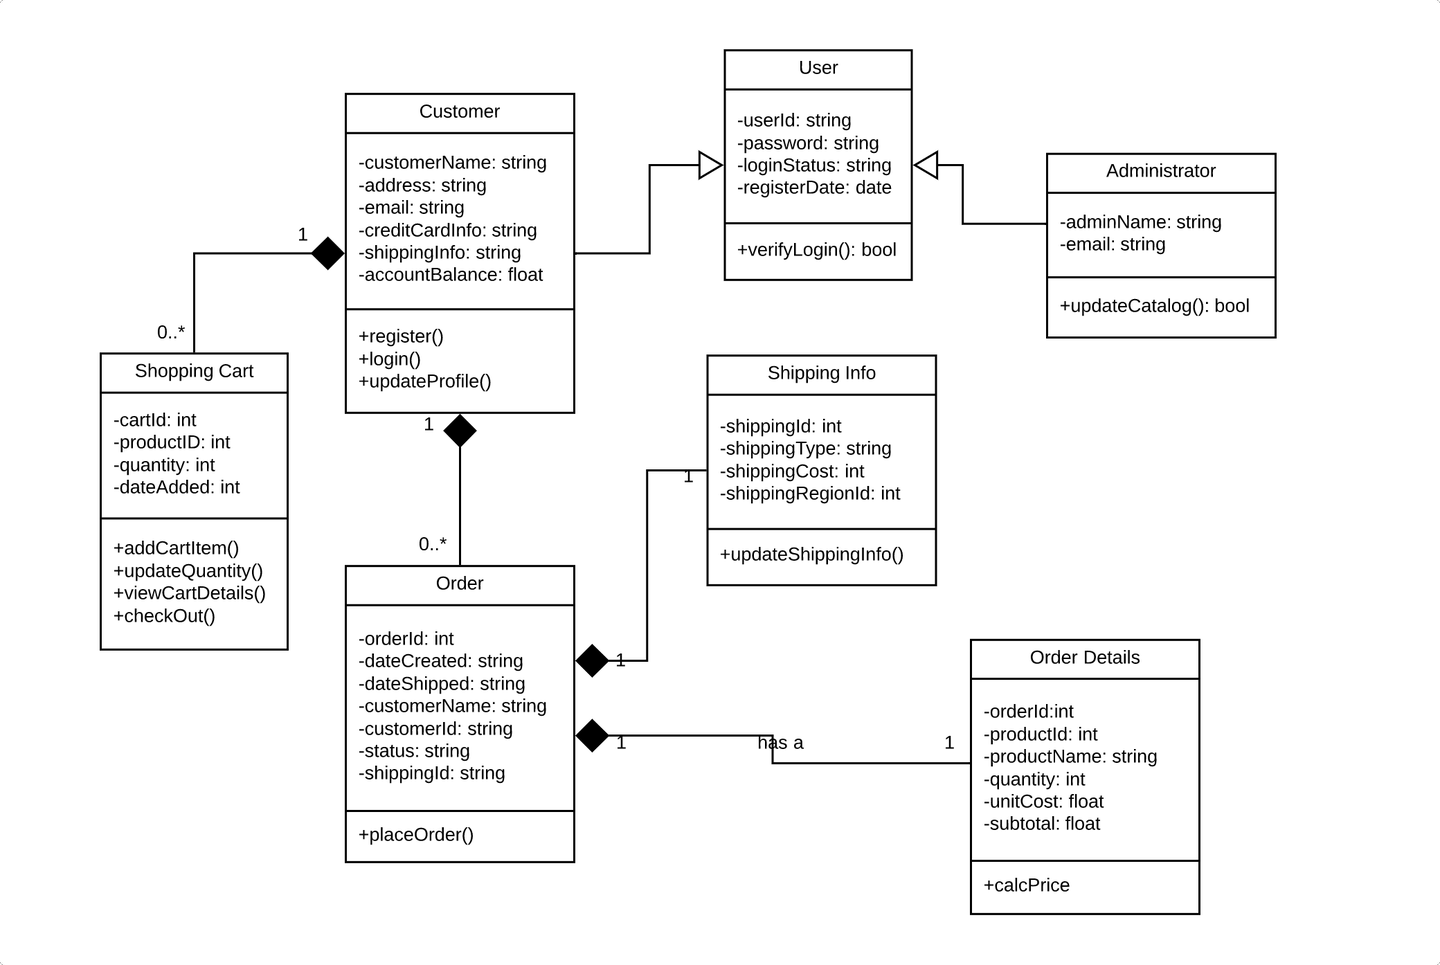 User
-userId: string
-password: string
-loginStatus: string
-registerDate: date
+verifyLogin(): bool
Customer
-customerName: string
-address: string
-email: string
-creditCardInfo: string
-shippingInfo: string
-accountBalance: float
+register()
+login()
+updateProfile()
Administrator
-adminName: string
-email: string
+updateCatalog(): bool
1
0..*
Shopping Cart
-cartId: int
-productID: int
-quantity: int
-dateAdded: int
+addCartItem()
+updateQuantity()
+viewCartDetails()
+checkOut()
1
0..*
Shipping Info
-shippingId: int
-shippingType: string
-shippingCost: int
-shippingRegionId: int
+updateShippingInfo()
1
Order
-orderId: int
-dateCreated: string
-dateShipped: string
-customerName: string
-customerId: string
-status: string
-shippingId: string
+placeOrder()
1
1
has a
1
Order Details
-orderId:int
-productId: int
-productName: string
-quantity: int
-unitCost: float
-subtotal: float
+calcPrice